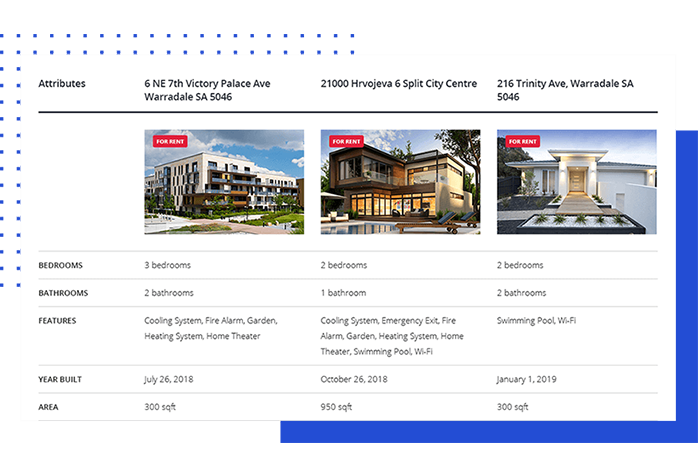 Attributes
6 NE 7th Victory Palace Ave
Warradale SA 5046
21000 Hrvojeva 6 Split City Centre
216 Trinity Ave, Warradale SA
5046
FOR RENT
FOR RENT
FOR RENT
BEDROOMS
3 bedrooms
2 bedrooms
2 bedrooms
BATHROOMS
2 bathrooms
1 bathroom
2 bathrooms
FEATURES
Cooling System, Fire Alarm, Garden,
Heating System, Home Theater
Cooling System, Emergency Exit, Fire
Alarm, Garden, Heating System, Home
Theater, Swimming Pool, Wi-Fi
Swimming Pool, Wi-Fi
YEAR BUILT
July 26, 2018
October 26, 2018
January 1, 2019
AREA
300 sqft
950 sqft
300 sqft